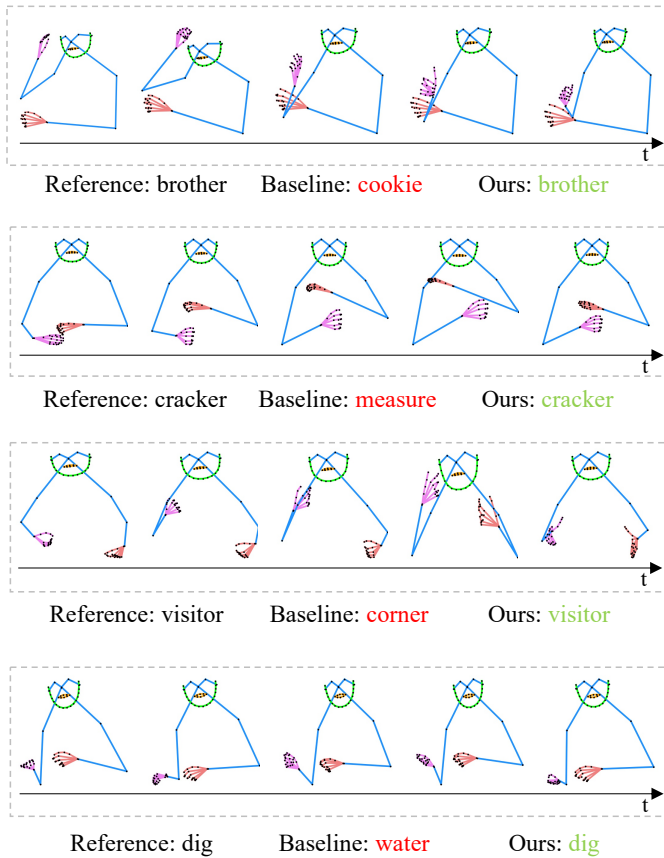 t
Reference: brother Baseline: cookie Ours: brother
t
Reference: cracker Baseline: measure Ours: cracker
t
Reference: visitor Baseline: corner Ours: visitor
t
Reference: dig Baseline: water Ours: dig